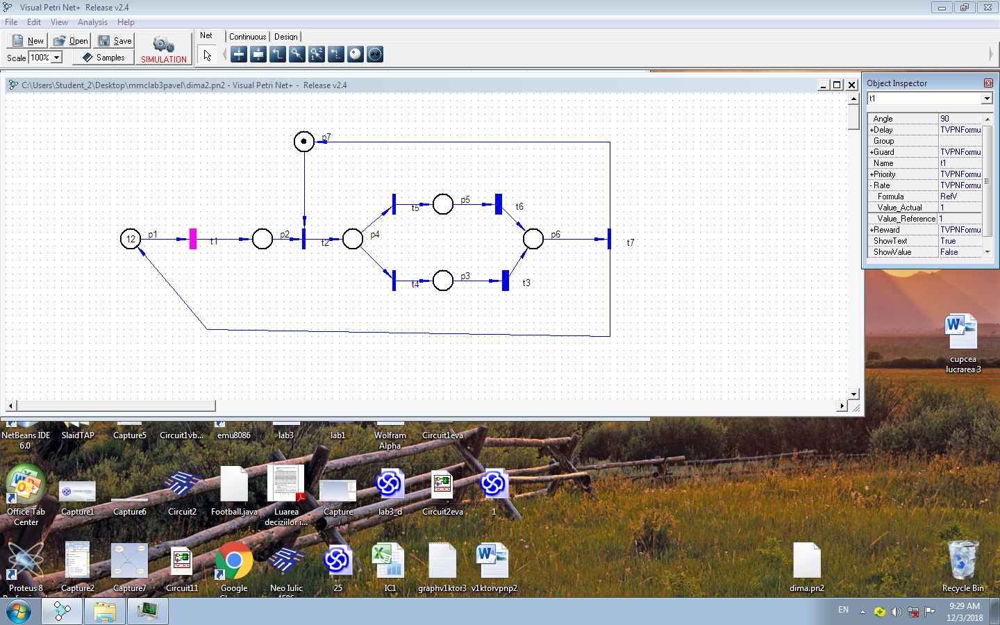 Visual Petri Net+ Release v2.4
File Edit View Analysis Help
New Open Save
Scale 100% Samples SIMULATION
Net Continuous Design
C:\Users\Student_2\Desktop\mmclab3pavel\dima2.pn2 - Visual Petri Net+ - Release v2.4
p7
t5 p5 t6
12 p1 t1 p2 t2 p4 p6 t7
t4 p3 t3
Object Inspector
t1
Angle 90
+Delay TVPNFormu
Group
+Guard TVPNFormu
Name t1
+Priority TVPNFormu
- Rate TVPNFormu
Formula RefV
Value_Actual 1
Value_Reference 1
+Reward TVPNFormu
ShowText True
ShowValue False
cupcea
lucrarea 3
NetBeans IDE SlaidTAP Capture5 Circuit1vb... emu8086 lab3 lab1 Wolfram Circuit1eva
6.0 Alpha
Office Tab Capture1 Capture6 Circuit2 Football.java Luarea Capture lab3_d Circuit2eva 1
Center deciziilor i...
Proteus 8 Capture2 Capture7 Circuit11 Google Neo Iulic 25 IC1 graphv1ktor3 v1ktorvpnp2 dima.pn2 Recycle Bin
EN
9:29 AM
12/3/2018